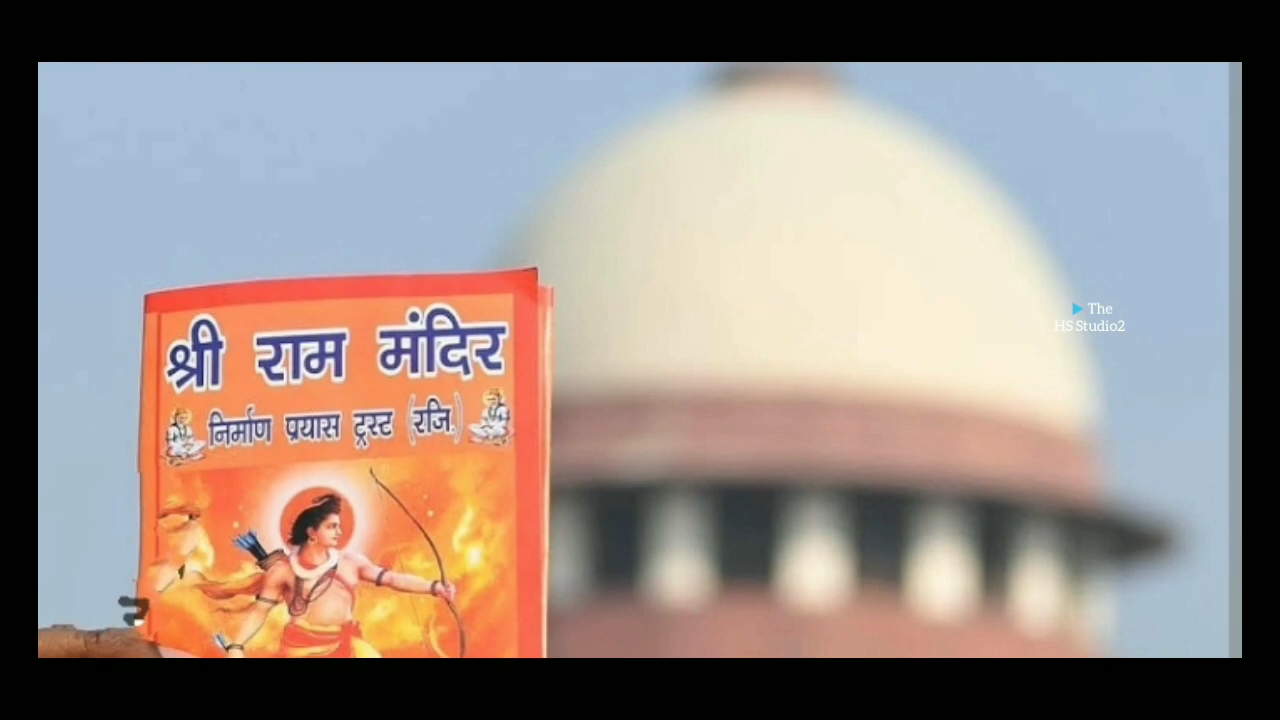 श्री राम मंदिर
निर्माण प्रयास ट्रस्ट (रजि.)
The
HS Studio2